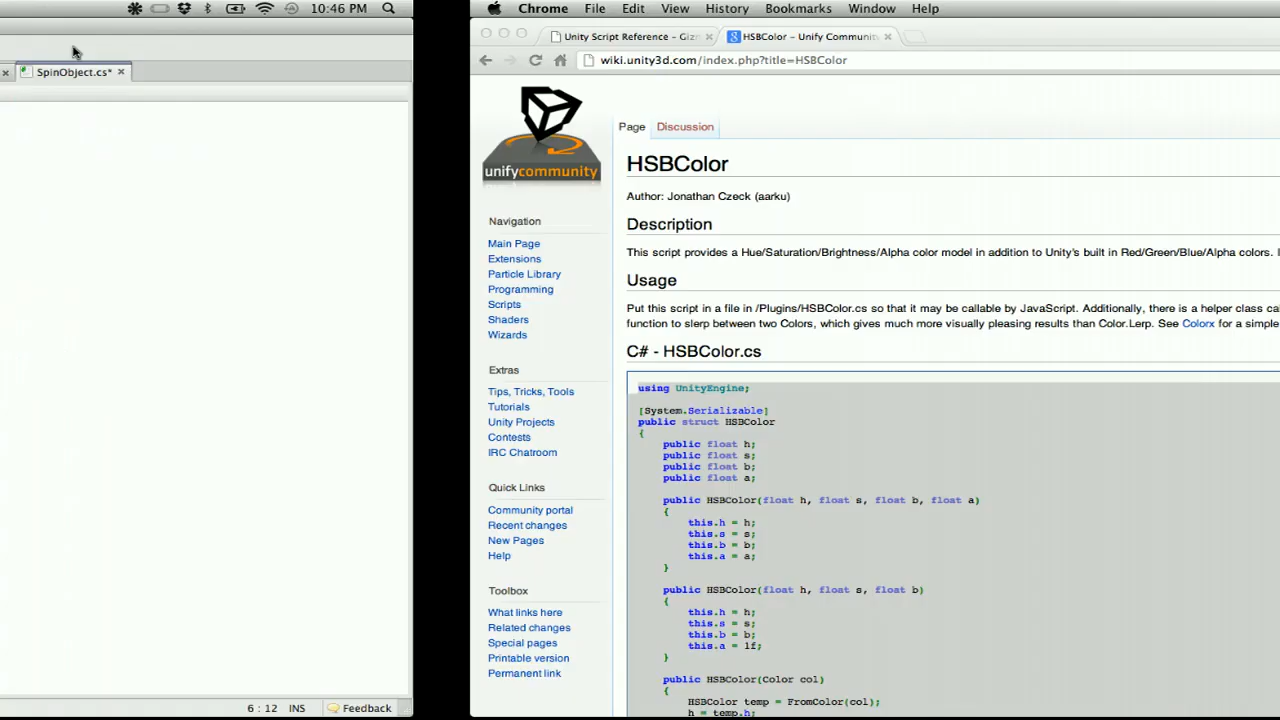 10:46 PM
SpinObject.cs*
6 : 12 INS Feedback
Chrome File Edit View History Bookmarks Window Help
Unity Script Reference – Giz
HSBColor – Unify Communit
wiki.unity3d.com/index.php?title=HSBColor
unifycommunity
Navigation
Main Page
Extensions
Particle Library
Programming
Scripts
Shaders
Wizards
Extras
Tips, Tricks, Tools
Tutorials
Unity Projects
Contests
IRC Chatroom
Quick Links
Community portal
Recent changes
New Pages
Help
Toolbox
What links here
Related changes
Special pages
Printable version
Permanent link
Page Discussion
HSBColor
Author: Jonathan Czeck (aarku)
Description
This script provides a Hue/Saturation/Brightness/Alpha color model in addition to Unity's built in Red/Green/Blue/Alpha colors. I
Usage
Put this script in a file in /Plugins/HSBColor.cs so that it may be callable by JavaScript. Additionally, there is a helper class cal
function to slerp between two Colors, which gives much more visually pleasing results than Color.Lerp. See Colorx for a simple
C# - HSBColor.cs
using UnityEngine;
[System.Serializable]
public struct HSBColor
{
public float h;
public float s;
public float b;
public float a;
public HSBColor(float h, float s, float b, float a)
{
this.h = h;
this.s = s;
this.b = b;
this.a = a;
}
public HSBColor(float h, float s, float b)
{
this.h = h;
this.s = s;
this.b = b;
this.a = 1f;
}
public HSBColor(Color col)
{
HSBColor temp = FromColor(col);
h = temp.h;